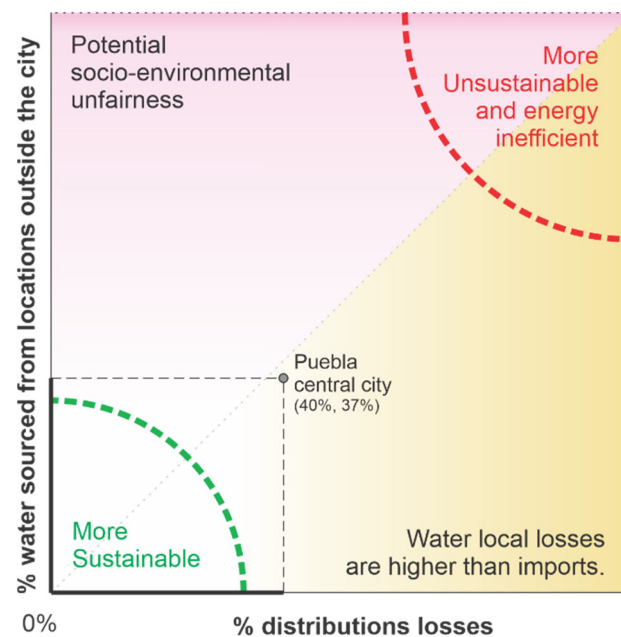 % water sourced from locations outside the city
Potential
socio-environmental
unfairness
More
Unsustainable
and energy
inefficient
Puebla
central city
(40%, 37%)
More
Sustainable
Water local losses
are higher than imports.
0%
% distributions losses